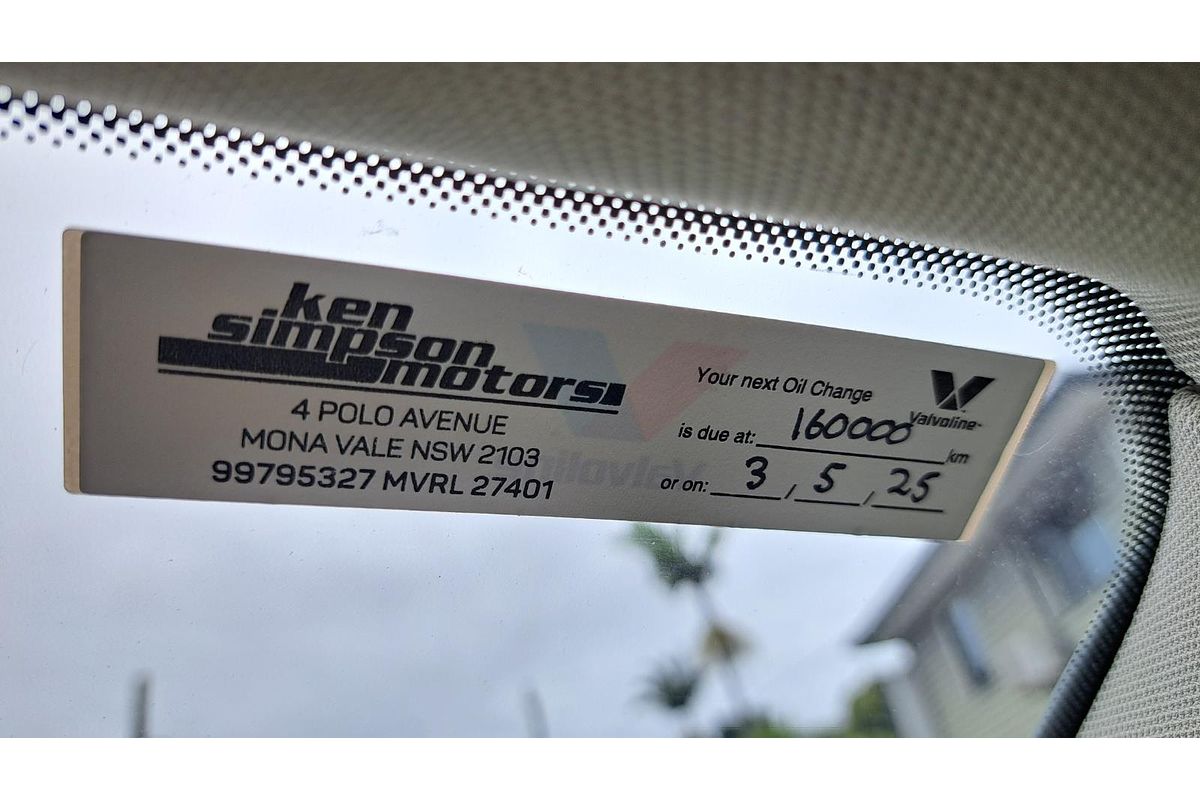 ken
simpson
motors
4 POLO AVENUE
MONA VALE NSW 2103
99795327 MVRL 27401
Your next Oil Change
Valvoline™
is due at: 160000 km
or on: 3, 5, 25